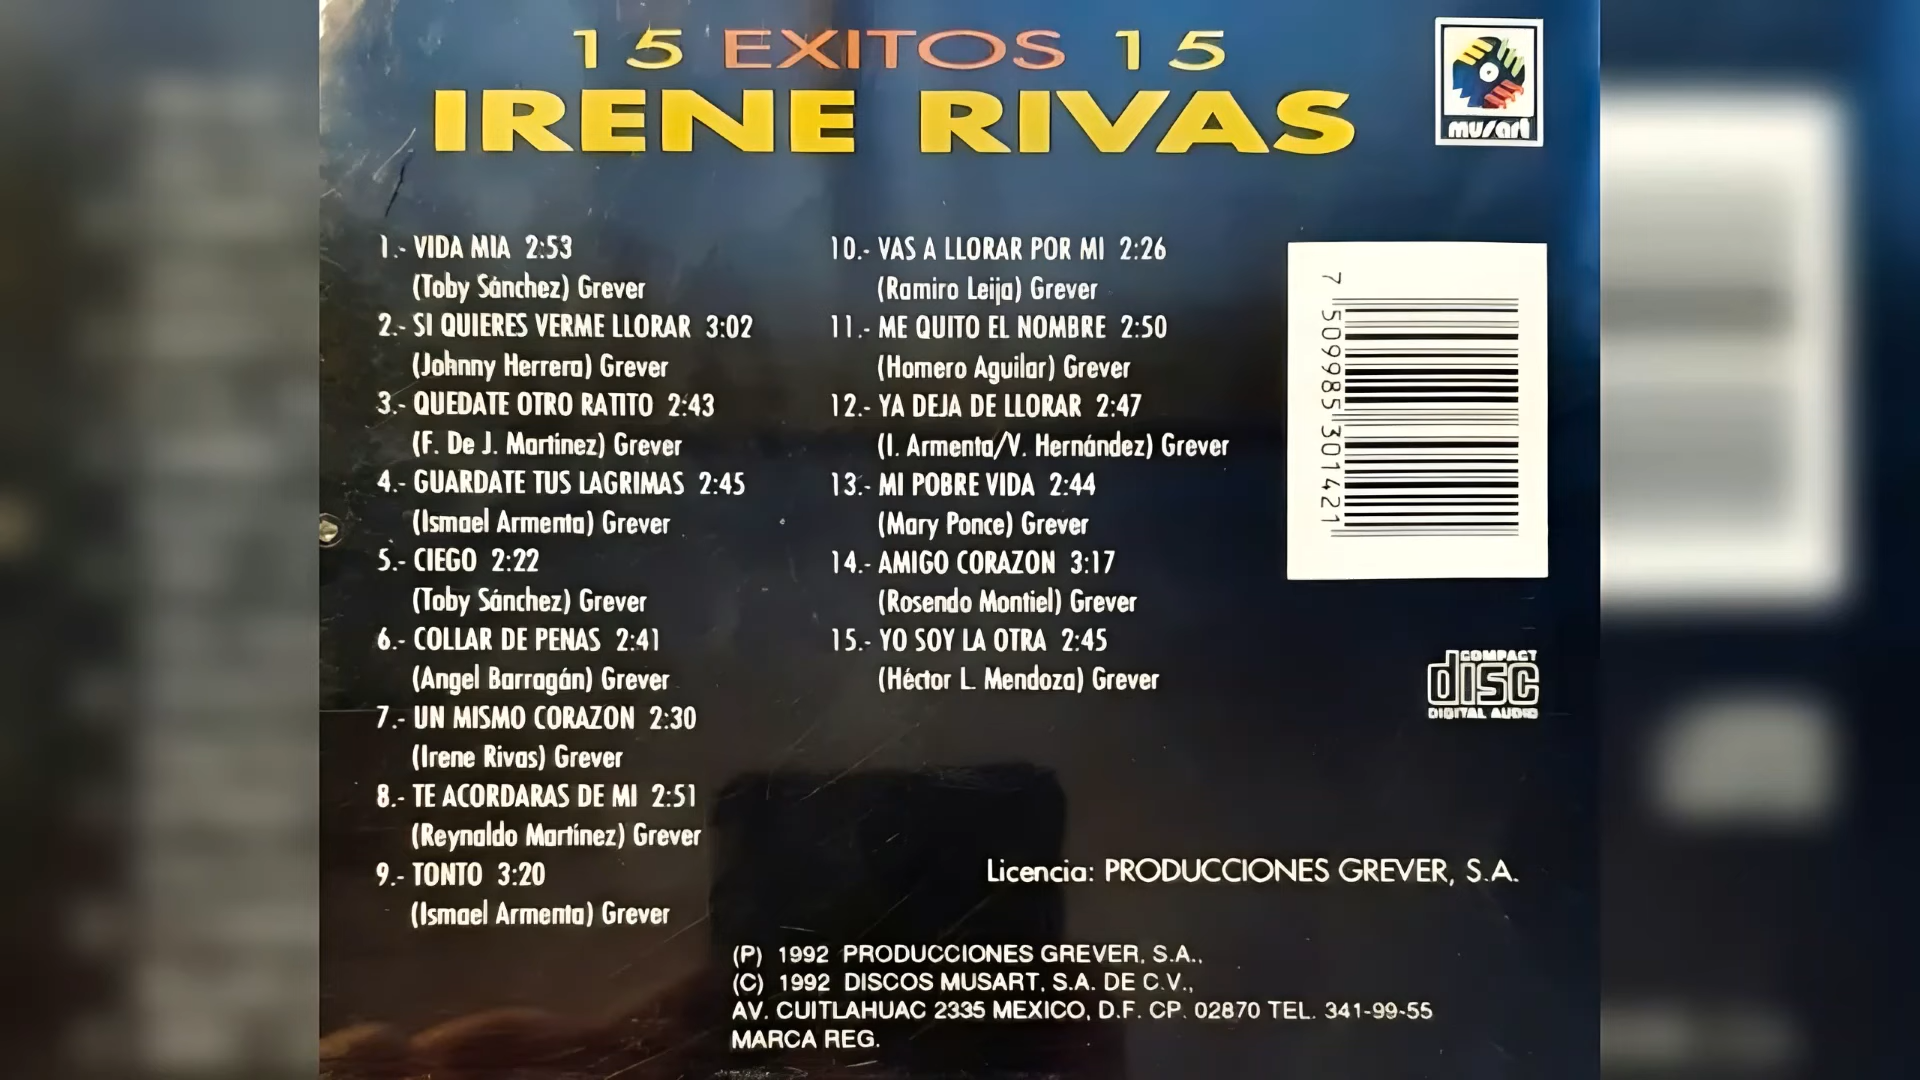 15 EXITOS 15
IRENE RIVAS
musart
1.- VIDA MIA 2:53
(Toby Sánchez) Grever
2.- SI QUIERES VERME LLORAR 3:02
(Johnny Herrera) Grever
3.- QUEDATE OTRO RATITO 2:43
(F. De J. Martínez) Grever
4.- GUARDATE TUS LAGRIMAS 2:45
(Ismael Armenta) Grever
5.- CIEGO 2:22
(Toby Sánchez) Grever
6.- COLLAR DE PENAS 2:41
(Angel Barragán) Grever
7.- UN MISMO CORAZON 2:30
(Irene Rivas) Grever
8.- TE ACORDARAS DE MI 2:51
(Reynaldo Martínez) Grever
9.- TONTO 3:20
(Ismael Armenta) Grever
10.- VAS A LLORAR POR MI 2:26
(Ramiro Leija) Grever
11.- ME QUITO EL NOMBRE 2:50
(Homero Aguilar) Grever
12.- YA DEJA DE LLORAR 2:47
(I. Armenta/V. Hernández) Grever
13.- MI POBRE VIDA 2:44
(Mary Ponce) Grever
14.- AMIGO CORAZON 3:17
(Rosendo Montiel) Grever
15.- YO SOY LA OTRA 2:45
(Héctor L. Mendoza) Grever
7 509985 301421
COMPACT
disc
DIGITAL AUDIO
Licencia: PRODUCCIONES GREVER, S.A.
(P) 1992 PRODUCCIONES GREVER, S.A.,
(C) 1992 DISCOS MUSART, S.A. DE C.V.,
AV. CUITLAHUAC 2335 MEXICO, D.F. CP. 02870 TEL. 341-99-55
MARCA REG.